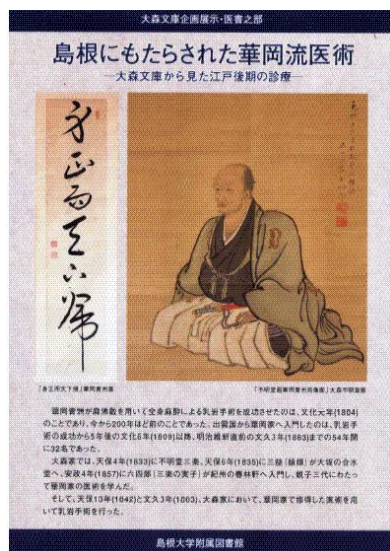 大森文庫企画展示・医書之部
島根にもたらされた華岡流医術
―大森文庫から見た江戸後期の診療―
身正而天下帰
「身正而天下帰」華岡青洲書
「不明堂起華岡青洲肖像画」大森不明堂画
華岡青洲が麻沸散を用いて全身麻酔による乳岩手術を成功させたのは、文化元年(1804)
のことであり、今から200年ほど前のことであった。出雲国から華岡家へ入門したのは、乳岩手
術の成功から5年後の文化6年(1809)以降、明治維新直前の文久3年(1863)までの54年間
に32名であった。
大森家では、天保4年(1833)に不明堂三楽、天保6年(1835)に三益
が大坂の合水
堂へ、安政4年(1857)に六四郎(三楽の実子)が紀州の春林軒へ入門し、親子三代にわたっ
て華岡家の医術を学んだ。
そして、天保13年(1842)と文久3年(1863)、大森家において、華岡家で修得した実術を用
いて乳岩手術を行った。
島根大学附属図書館